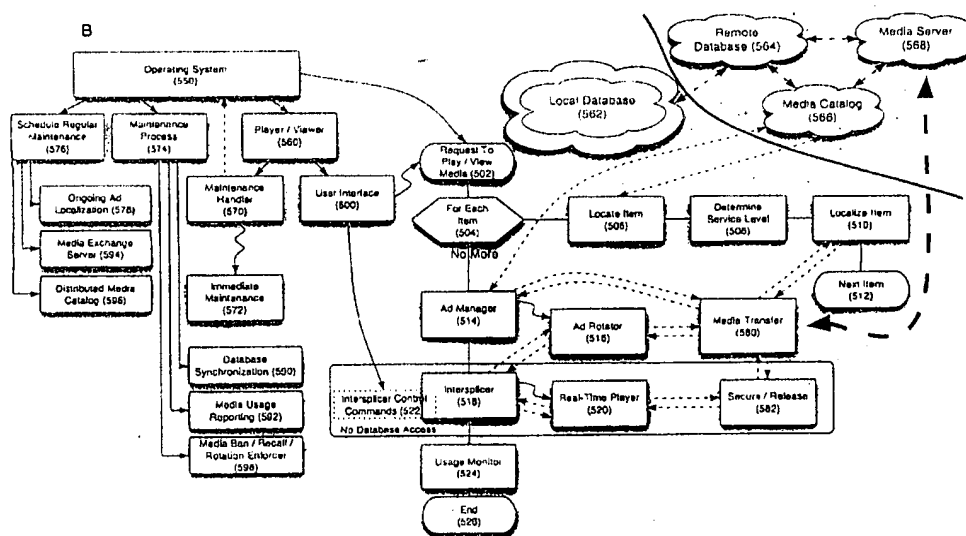 B
Operating System
(550)
Remote
Database (564)
Media Server
(568)
Local Database
(562)
Media Catalog
(566)
Schedule Regular
Maintenance
(576)
Maintenance
Process
(574)
Player / Viewer
(560)
Request To
Play / View
Media (502)
Maintenance
Handler
(570)
User Interface
(500)
Ongoing Ad
Localization (578)
Media Exchange
Server (594)
Distributed Media
Catalog (596)
Immediate
Maintenance
(572)
For Each
Item
(504)
No More
Locate Item
(506)
Determine
Service Level
(508)
Localize Item
(510)
Next Item
(512)
Ad Manager
(514)
Ad Rotator
(516)
Media Transfer
(580)
Database
Synchronization (590)
Media Usage
Reporting (592)
Media Ban / Recall /
Rotation Enforcer
(598)
Intersplicer Control
Commands (522)
No Database Access
Intersplicer
(518)
Real-Time Player
(520)
Secure / Release
(582)
Usage Monitor
(524)
End
(526)